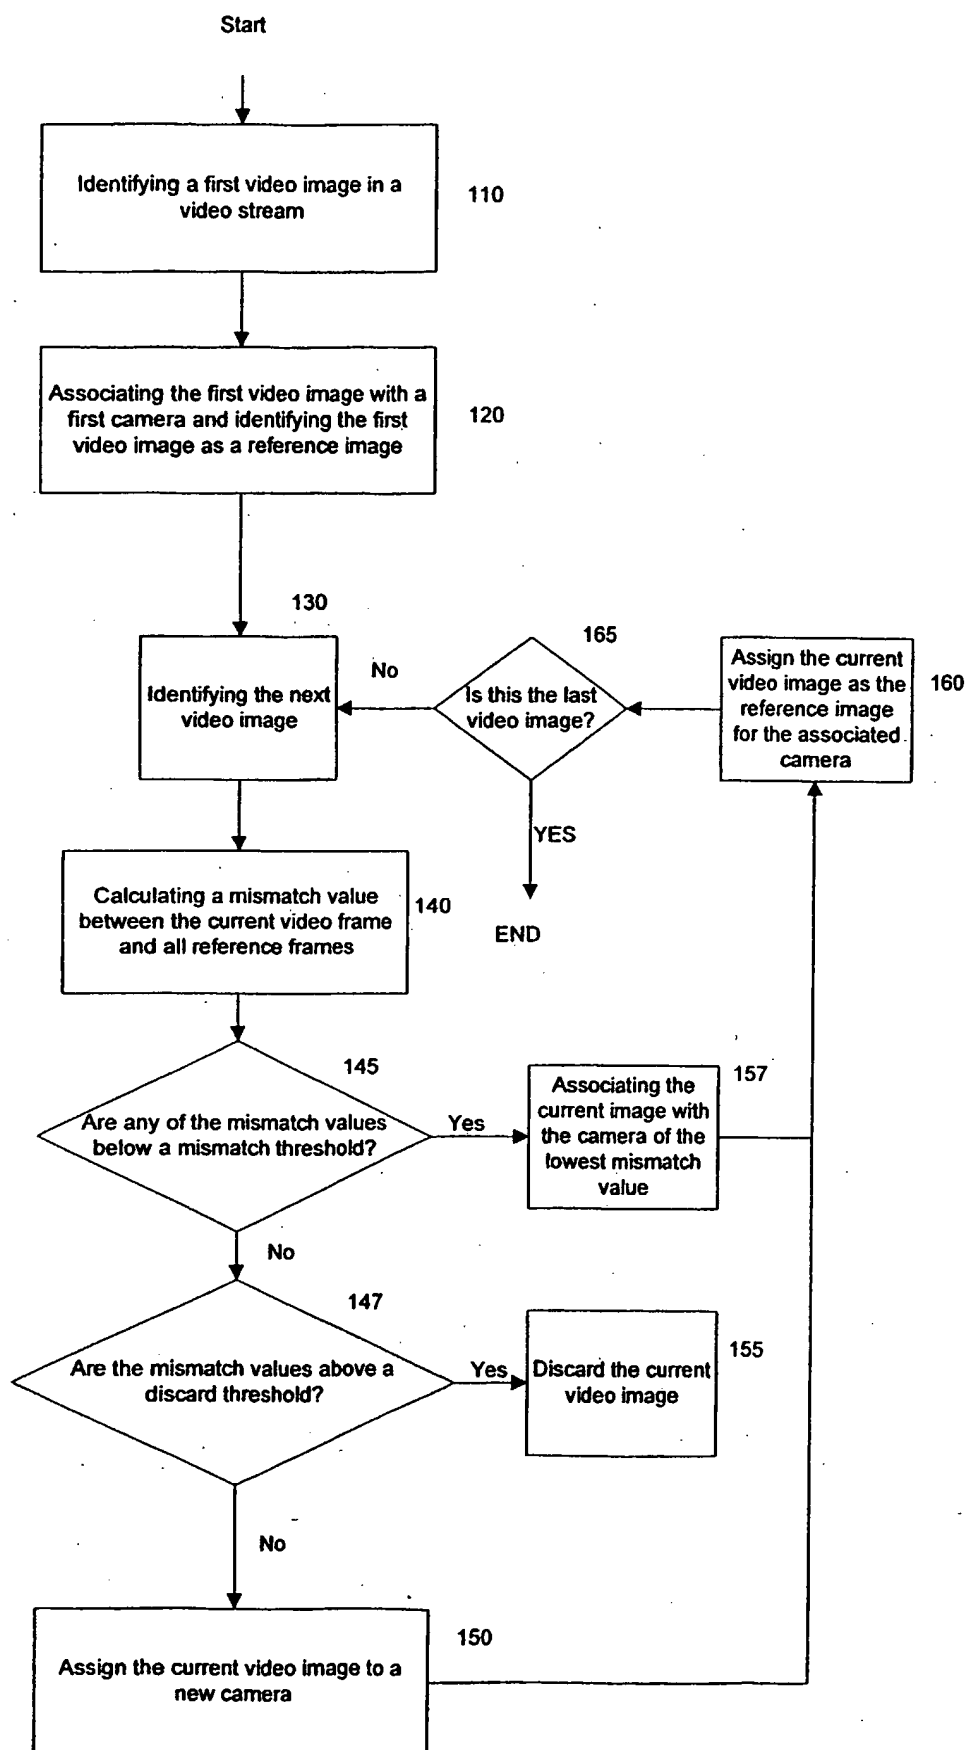 Start
Identifying a first video image in a
video stream
110
Associating the first video image with a
first camera and identifying the first
video image as a reference image
120
130
Identifying the next
video image
No
165
Is this the last
video image?
YES
END
Assign the current
video image as the
reference image
for the associated
camera
160
Calculating a mismatch value
between the current video frame
and all reference frames
140
145
Are any of the mismatch values
below a mismatch threshold?
Yes
Associating the
current image with
the camera of the
lowest mismatch
value
157
No
147
Are the mismatch values above a
discard threshold?
Yes
Discard the current
video image
155
No
Assign the current video image to a
new camera
150